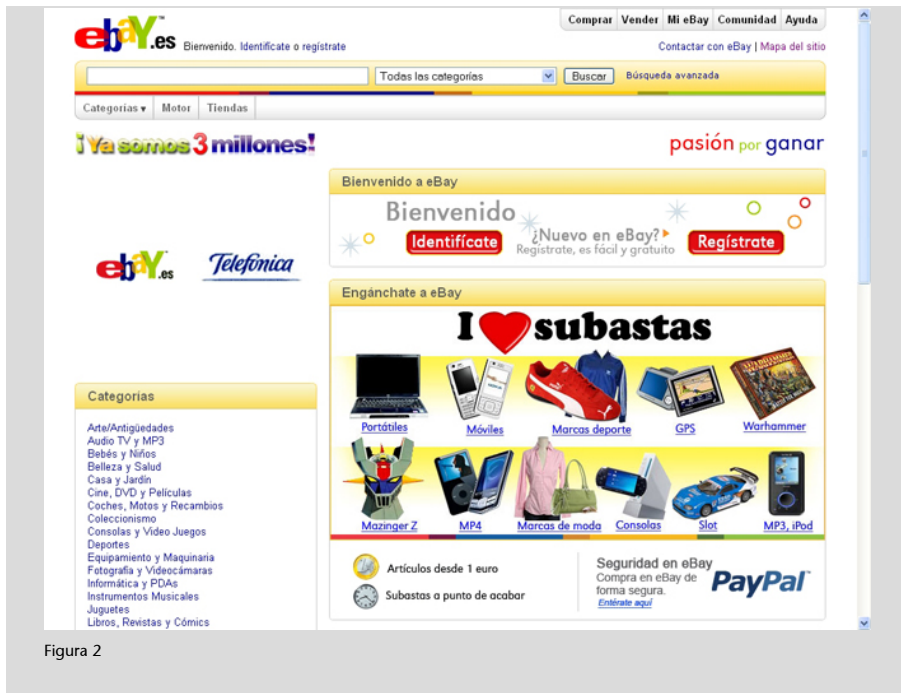 Comprar Vender Mi eBay Comunidad Ayuda
ebaY.es Bienvenido. Identifícate o regístrate
Contactar con eBay | Mapa del sitio
Todas las categorías Buscar Búsqueda avanzada
Categorías ▾ Motor Tiendas
¡Ya somos 3 millones!
pasión por ganar
Bienvenido a eBay
Bienvenido
Identifícate
¿Nuevo en eBay?
Regístrate, es fácil y gratuito
Regístrate
ebaY.es
Telefónica
Engánchate a eBay
I ❤ subastas
Portátiles Móviles Marcas deporte GPS Warhammer
Mazinger Z MP4 Marcas de moda Consolas Slot MP3, iPod
Artículos desde 1 euro
Subastas a punto de acabar
Seguridad en eBay
Compra en eBay de
forma segura.
Entérate aquí
PayPal
Categorías
Arte/Antigüedades
Audio TV y MP3
Bebés y Niños
Belleza y Salud
Casa y Jardín
Cine, DVD y Películas
Coches, Motos y Recambios
Coleccionismo
Consolas y Video Juegos
Deportes
Equipamiento y Maquinaria
Fotografía y Videocámaras
Informática y PDAs
Instrumentos Musicales
Juguetes
Libros, Revistas y Cómics
Figura 2